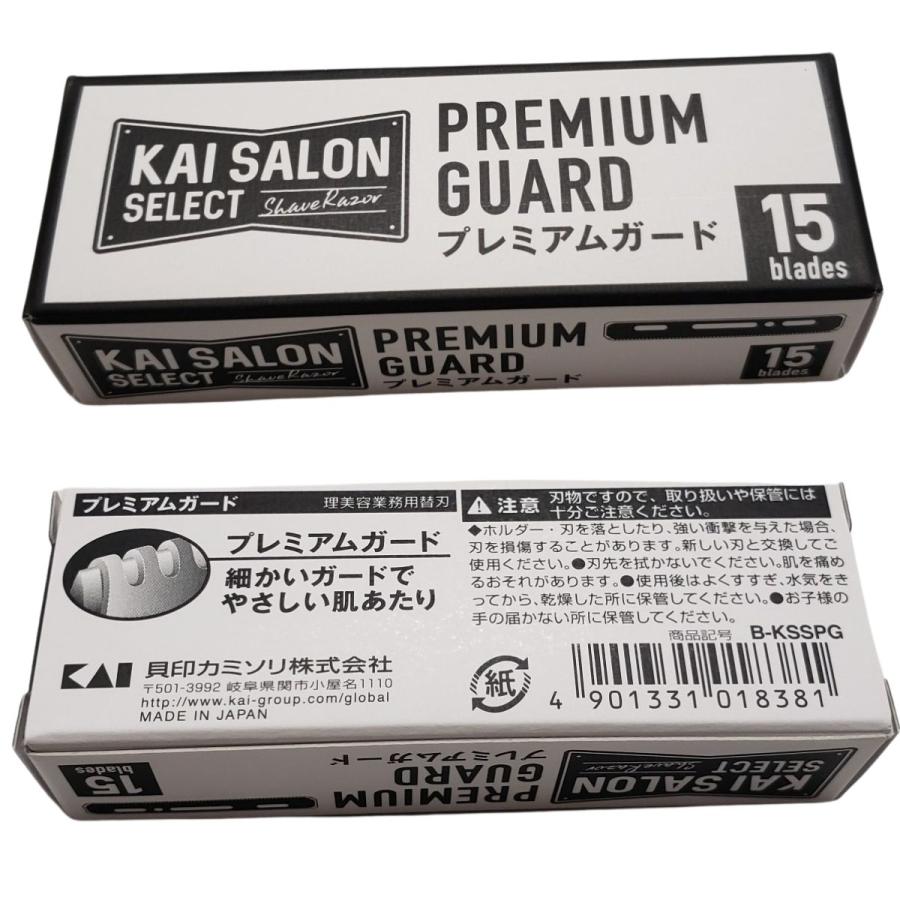 KAI SALON
SELECT ShaveRazor
PREMIUM
GUARD
プレミアムガード
15
blades
KAI SALON
SELECT ShaveRazor
PREMIUM
GUARD
プレミアムガード
15
blades
プレミアムガード 理美容業務用替刃
プレミアムガード
細かいガードで
やさしい肌あたり
KAI 貝印カミソリ株式会社
〒501-3992 岐阜県関市小屋名1110
http://www.kai-group.com/global
MADE IN JAPAN
注意 刃物ですので、取り扱いや保管には
十分ご注意ください。
◆ホルダー・刃を落としたり、強い衝撃を与えた場合、
刃を損傷することがあります。新しい刃と交換してご
使用ください。●刃先を拭かないでください。肌を痛め
るおそれがあります。●使用後はよくすすぎ、水気をき
ってから、乾燥した所に保管してください。●お子様の
手の届かない所に保管してください。
商品記号 B-KSSPG
紙
4 901331 018381
KAI SALON
SELECT ShaveRazor
PREMIUM
GUARD
プレミアムガード
15
blades